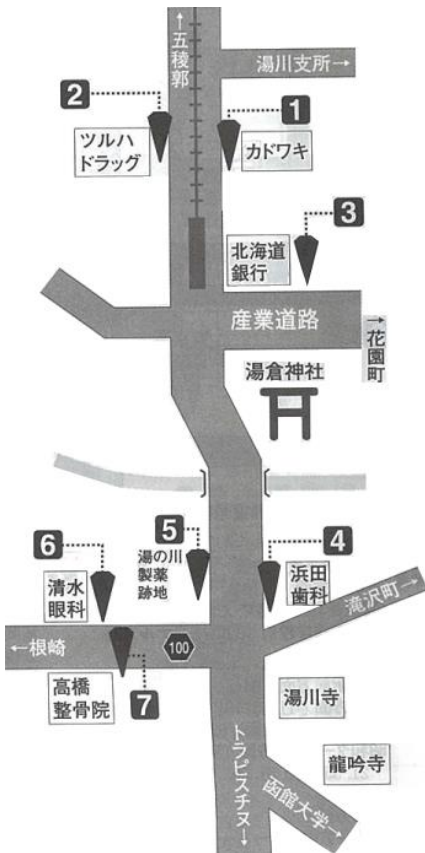 ↑五稜郭
湯川支所→
2
1
ツルハ
ドラッグ
カドワキ
3
北海道
銀行
産業道路
→花園町
湯倉神社
6
5
4
清水
眼科
湯の川
製薬
跡地
浜田
歯科
滝沢町→
←根崎
100
高橋
整骨院
7
湯川寺
トラピスチヌ→
龍吟寺
函館大学→